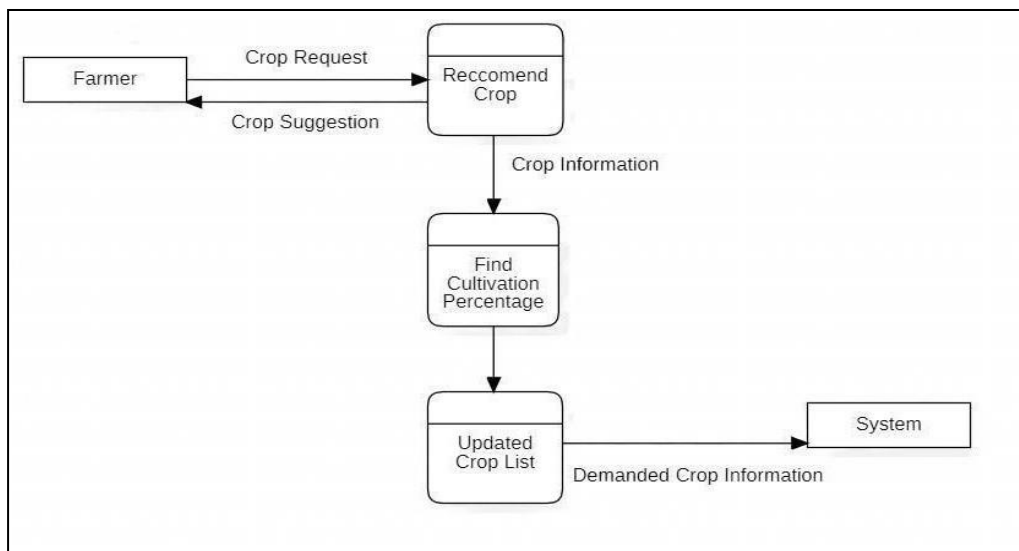 Farmer
Crop Request
Crop Suggestion
Reccomend
Crop
Crop Information
Find
Cultivation
Percentage
Updated
Crop List
Demanded Crop Information
System